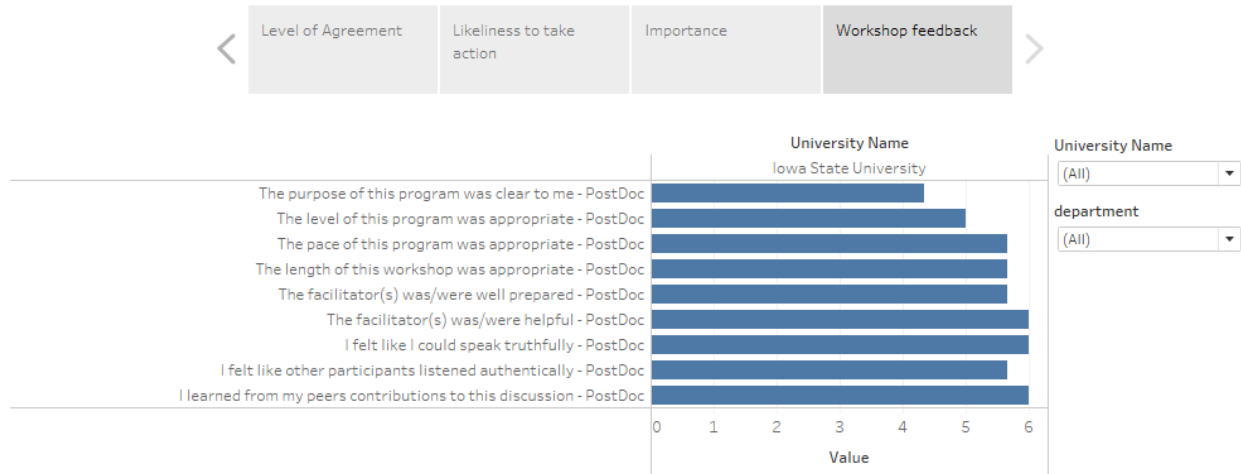 Level of Agreement
Likeliness to take
action
Importance
Workshop feedback
University Name
Iowa State University
University Name
(All)
department
(All)
The purpose of this program was clear to me - PostDoc
The level of this program was appropriate - PostDoc
The pace of this program was appropriate - PostDoc
The length of this workshop was appropriate - PostDoc
The facilitator(s) was/were well prepared - PostDoc
The facilitator(s) was/were helpful - PostDoc
I felt like I could speak truthfully - PostDoc
I felt like other participants listened authentically - PostDoc
I learned from my peers contributions to this discussion - PostDoc
0 1 2 3 4 5 6
Value